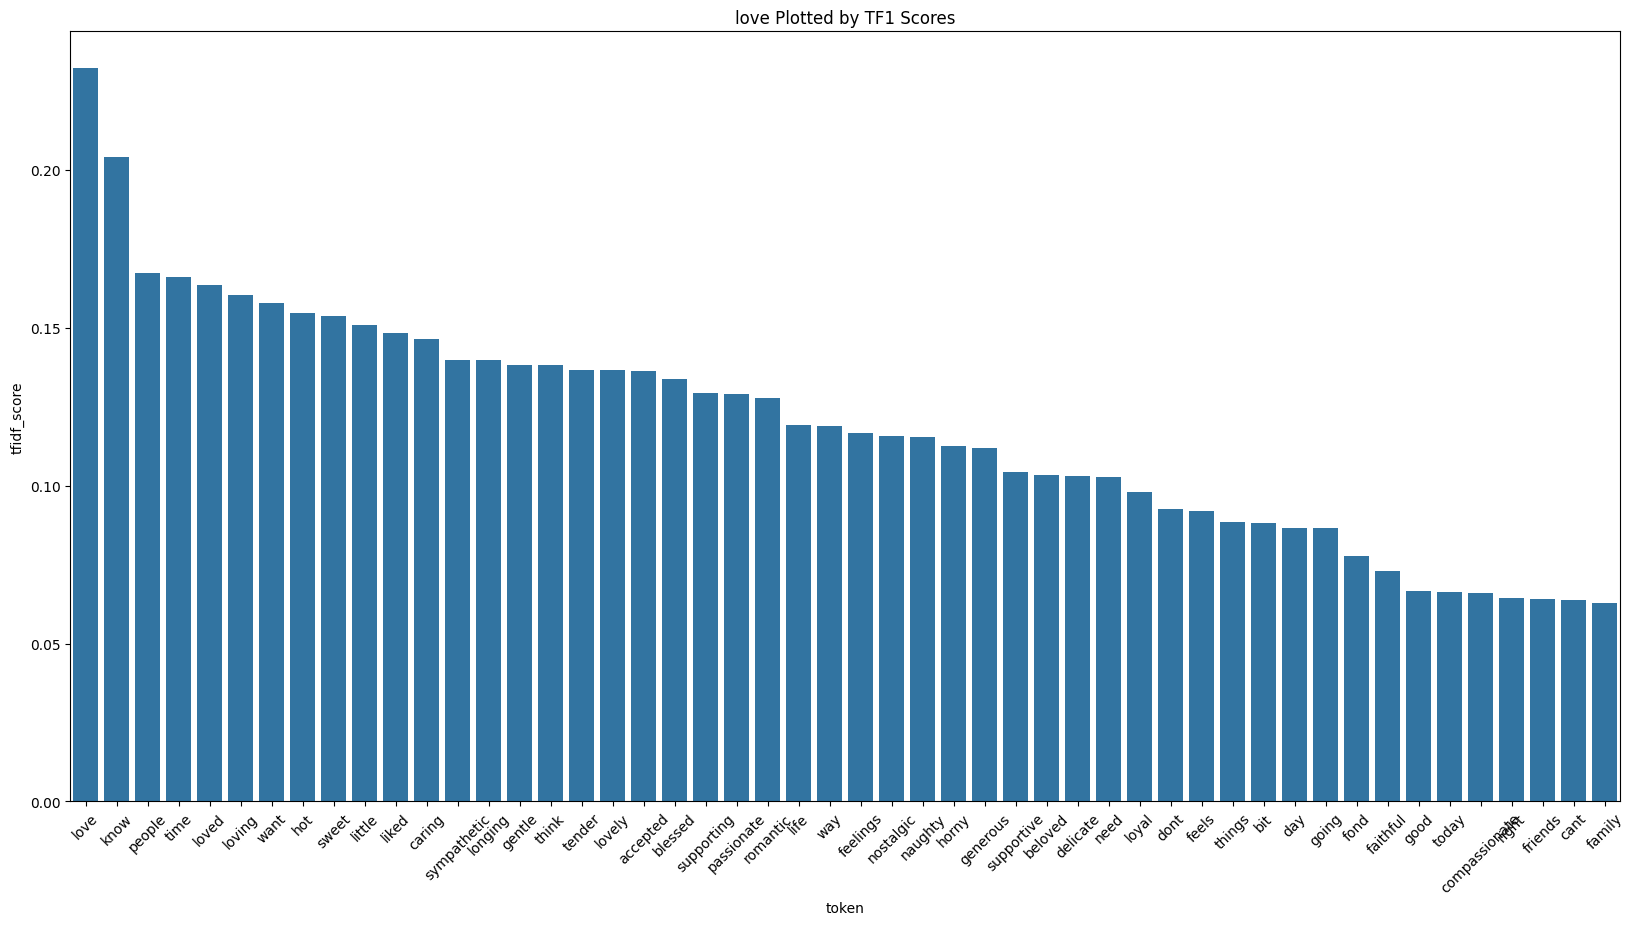 love Plotted by TF1 Scores
tfidf_score
0.20
0.15
0.10
0.05
0.00
love know people time loved loving want hot sweet little liked caring sympathetic longing gentle think tender lovely accepted blessed supporting passionate romantic life way feelings nostalgic naughty horny generous supportive beloved delicate need loyal dont feels things bit day going fond faithful good today compassionate right friends cant family
token